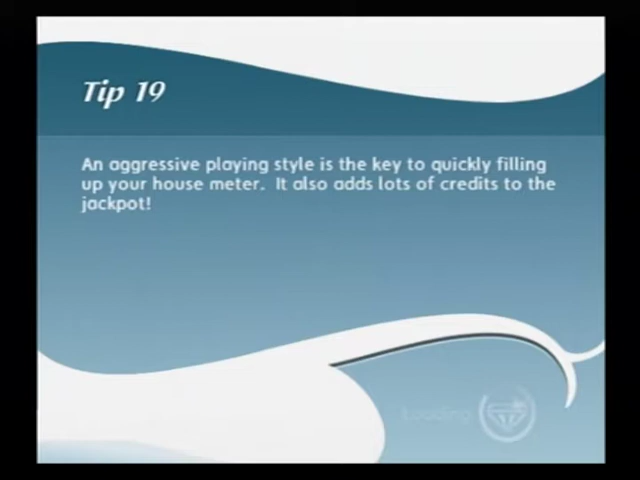 Tip 19
An aggressive playing style is the key to quickly filling
up your house meter. It also adds lots of credits to the
jackpot!
Loading